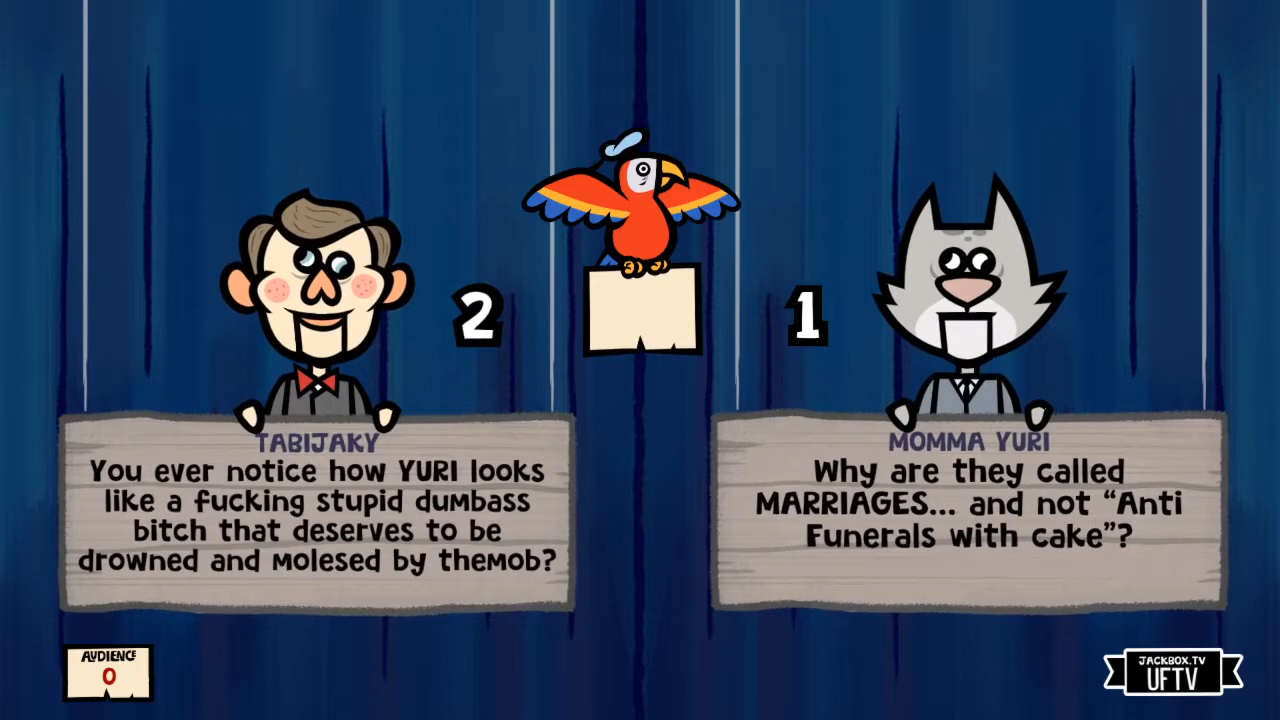 2
1
TABIJAKY
You ever notice how YURI looks
like a fucking stupid dumbass
bitch that deserves to be
drowned and molesed by themob?
MOMMA YURI
Why are they called
MARRIAGES... and not “Anti
Funerals with cake”?
AUDIENCE
0
JACKBOX.TV
UFTV